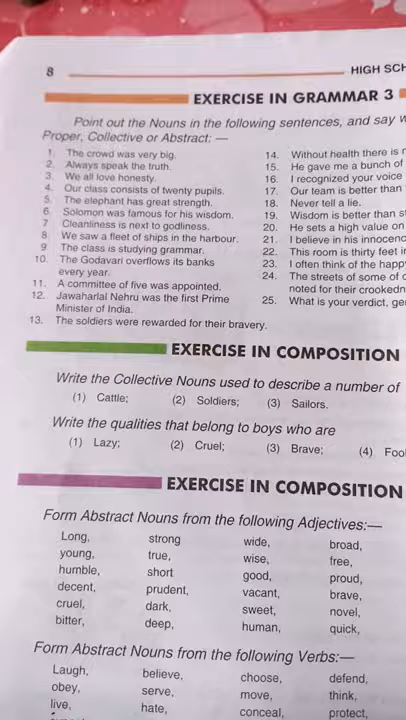 8
HIGH SCH
EXERCISE IN GRAMMAR 3
Point out the Nouns in the following sentences, and say w
Proper, Collective or Abstract: —
1. The crowd was very big.
2. Always speak the truth.
3. We all love honesty.
4. Our class consists of twenty pupils.
5. The elephant has great strength.
6. Solomon was famous for his wisdom.
7 Cleanliness is next to godliness.
8. We saw a fleet of ships in the harbour.
9. The class is studying grammar.
10. The Godavari overflows its banks
every year.
11. A committee of five was appointed.
12. Jawaharlal Nehru was the first Prime
Minister of India.
13. The soldiers were rewarded for their bravery.
14. Without health there is
15. He gave me a bunch of
16. I recognized your voice
17. Our team is better than
18. Never tell a lie.
19. Wisdom is better than
20. He sets a high value on
21. I believe in his innocenc
22. This room is thirty feet
23. I often think of the happy
24. The streets of some of
noted for their crookedn
25. What is your verdict,
EXERCISE IN COMPOSITION
Write the Collective Nouns used to describe a number of
(1) Cattle; (2) Soldiers; (3) Sailors.
Write the qualities that belong to boys who are
(1) Lazy; (2) Cruel; (3) Brave; (4) Fool
EXERCISE IN COMPOSITION
Form Abstract Nouns from the following Adjectives:—
Long, strong wide, broad,
young, true, wise, free,
humble, short good, proud,
decent, prudent, vacant, brave,
cruel, dark, sweet, novel,
bitter, deep, human, quick,
Form Abstract Nouns from the following Verbs:—
Laugh, believe, choose, defend,
obey, serve, move, think,
live, hate, conceal, protect,